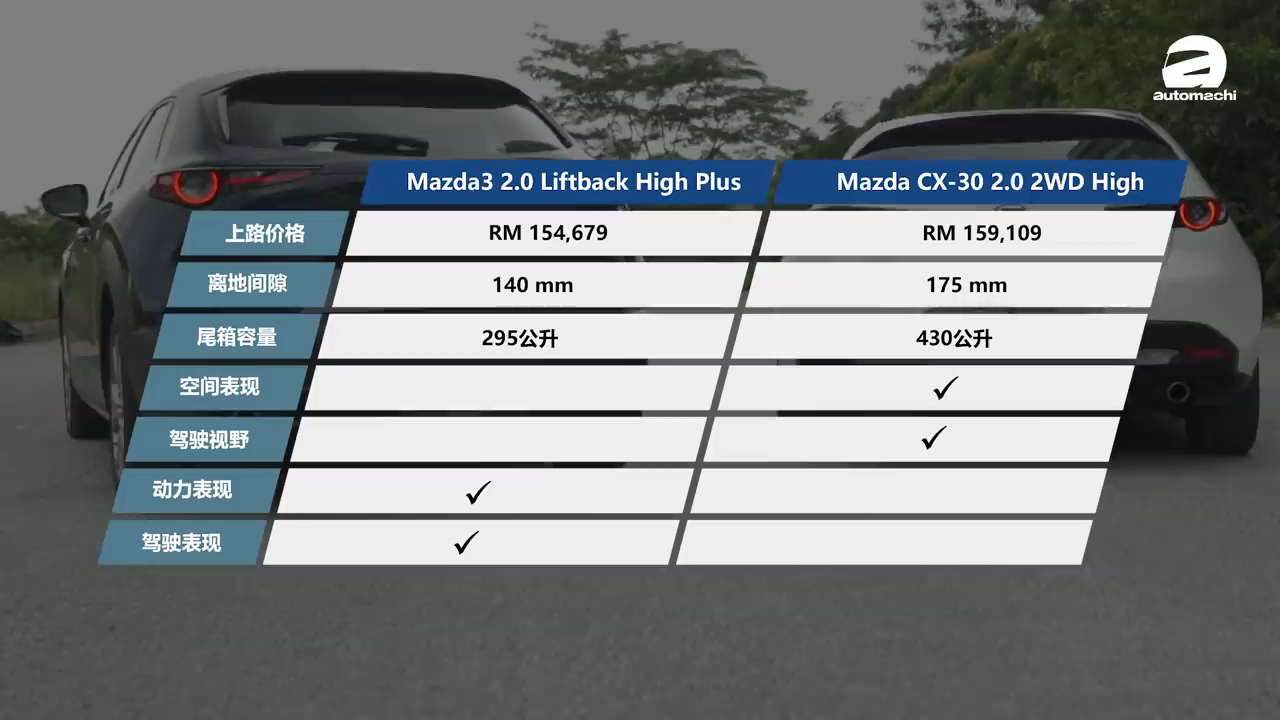 automachi
Mazda3 2.0 Liftback High Plus
Mazda CX-30 2.0 2WD High
上路价格
RM 154,679
RM 159,109
离地间隙
140 mm
175 mm
尾箱容量
295公升
430公升
空间表现
✓
驾驶视野
✓
动力表现
✓
驾驶表现
✓